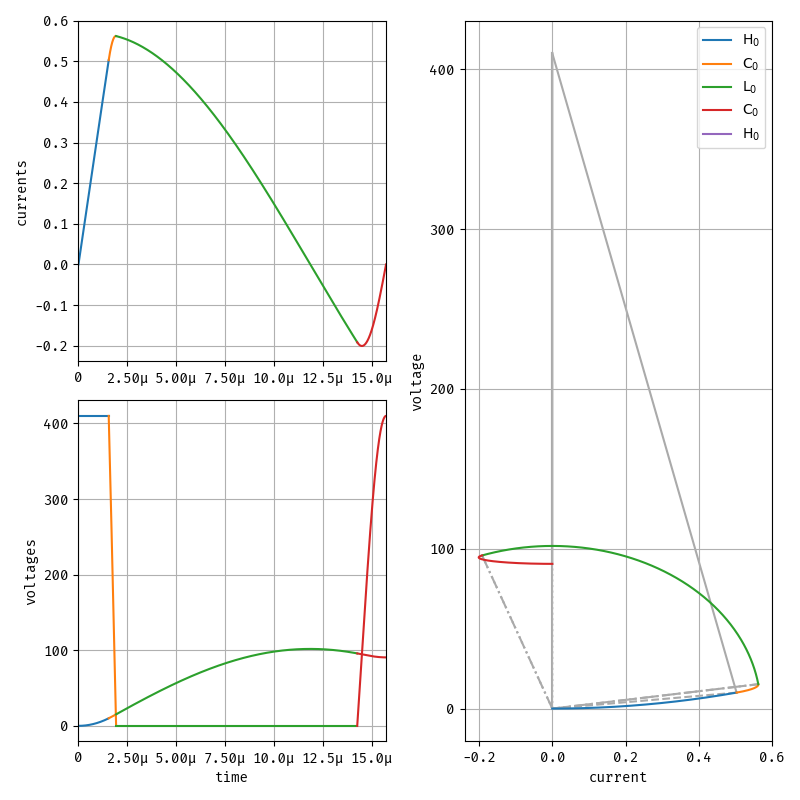 currents
0.6
0.5
0.4
0.3
0.2
0.1
0.0
-0.1
-0.2
0 2.50µ 5.00µ 7.50µ 10.0µ 12.5µ 15.0µ
voltages
400
300
200
100
0
0 2.50µ 5.00µ 7.50µ 10.0µ 12.5µ 15.0µ
time
voltage
400
300
200
100
0
-0.2 0.0 0.2 0.4 0.6
current
H₀
C₀
L₀
C₀
H₀